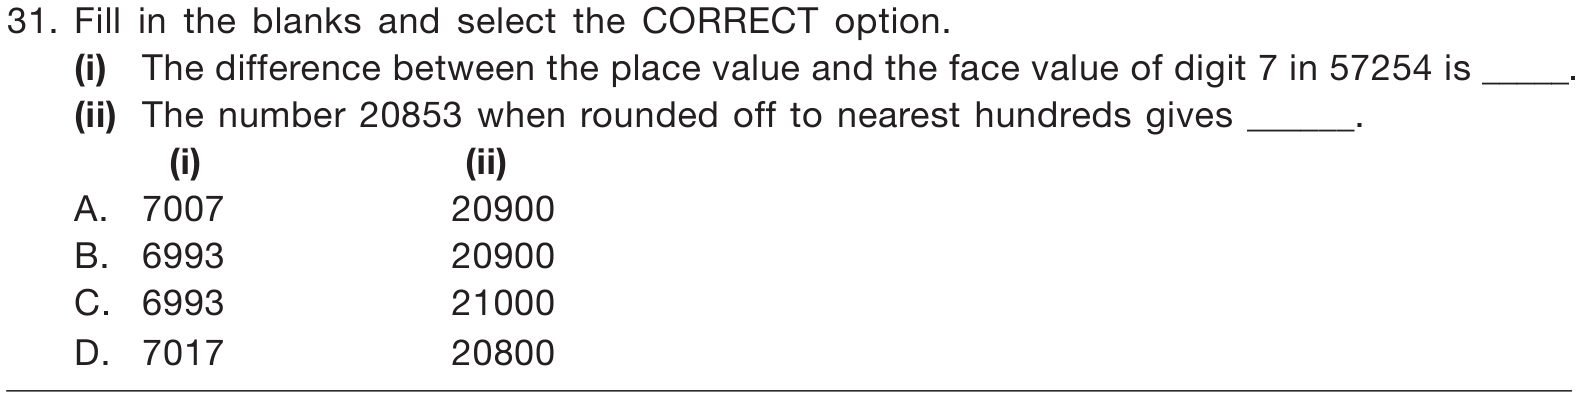 31. Fill in the blanks and select the CORRECT option.
(i) The difference between the place value and the face value of digit 7 in 57254 is _____.
(ii) The number 20853 when rounded off to nearest hundreds gives ______.
(i) (ii)
A. 7007 20900
B. 6993 20900
C. 6993 21000
D. 7017 20800